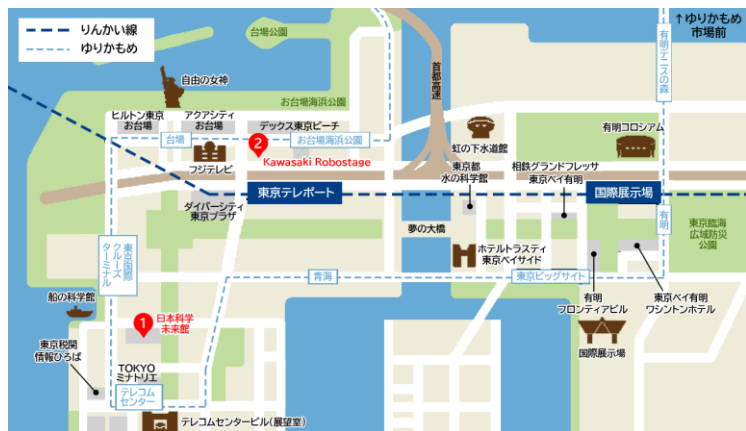 りんかい線
ゆりかもめ
↑ゆりかもめ
市場前
台場公園
首都高速
有明テニスの森
自由の女神
お台場海浜公園
ヒルトン東京
お台場
アクアシティ
お台場
デックス東京ビーチ
台場
お台場海浜公園
2
Kawasaki Robostage
フジテレビ
虹の下水道館
有明コロシアム
東京都
水の科学館
相鉄グランドフレッサ
東京ベイ有明
東京テレポート
国際展示場
ダイバーシティ
東京プラザ
夢の大橋
有明
東京臨海
広域防災
公園
東京国際
クルーズ
ターミナル
ホテルトラスティ
東京ベイサイド
青海
東京ビッグサイト
船の科学館
1
日本科学
未来館
有明
フロンティアビル
東京ベイ有明
ワシントンホテル
東京税関
情報ひろば
国際展示場
TOKYO
ミナトリエ
テレコム
センター
テレコムセンタービル(展望室)